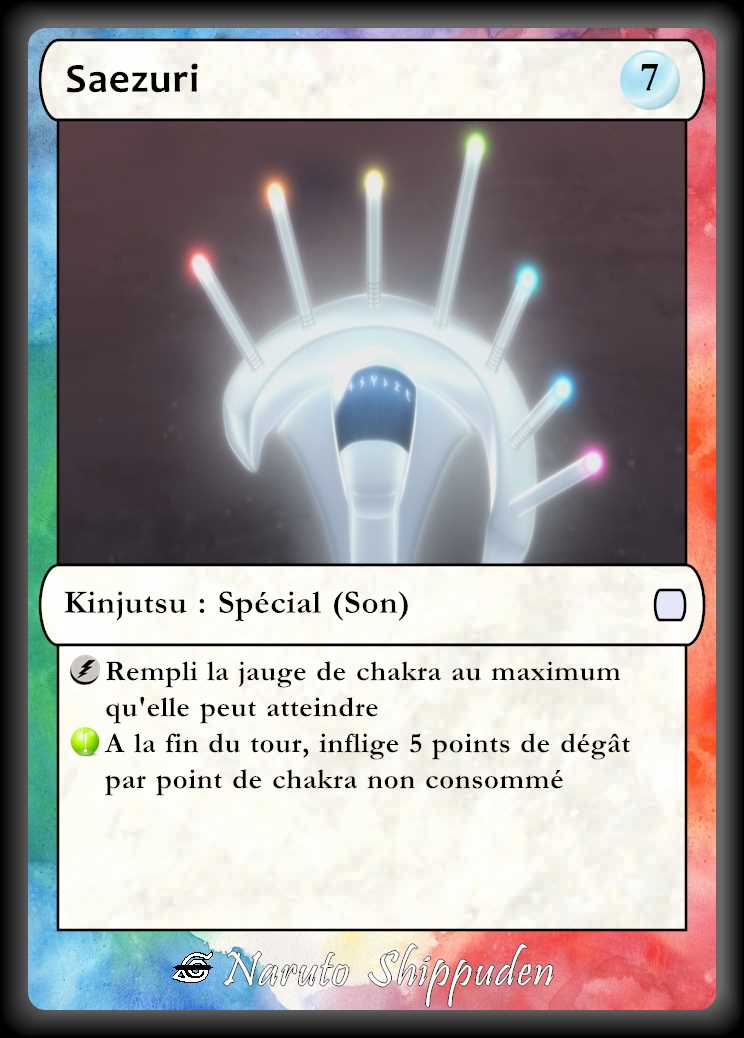 Saezuri
7
Kinjutsu : Spécial (Son)
Rempli la jauge de chakra au maximum
qu'elle peut atteindre
A la fin du tour, inflige 5 points de dégât
par point de chakra non consommé
Naruto Shippuden